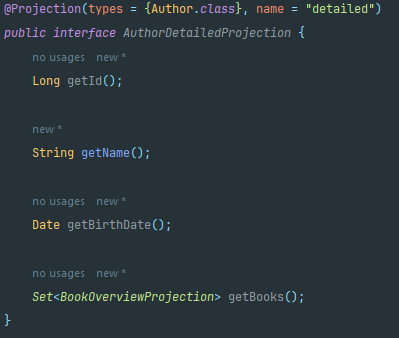 @Projection(types = {Author.class}, name = "detailed")
public interface AuthorDetailedProjection {
no usages new *
Long getId();
new *
String getName();
no usages new *
Date getBirthDate();
no usages new *
Set<BookOverviewProjection> getBooks();
}